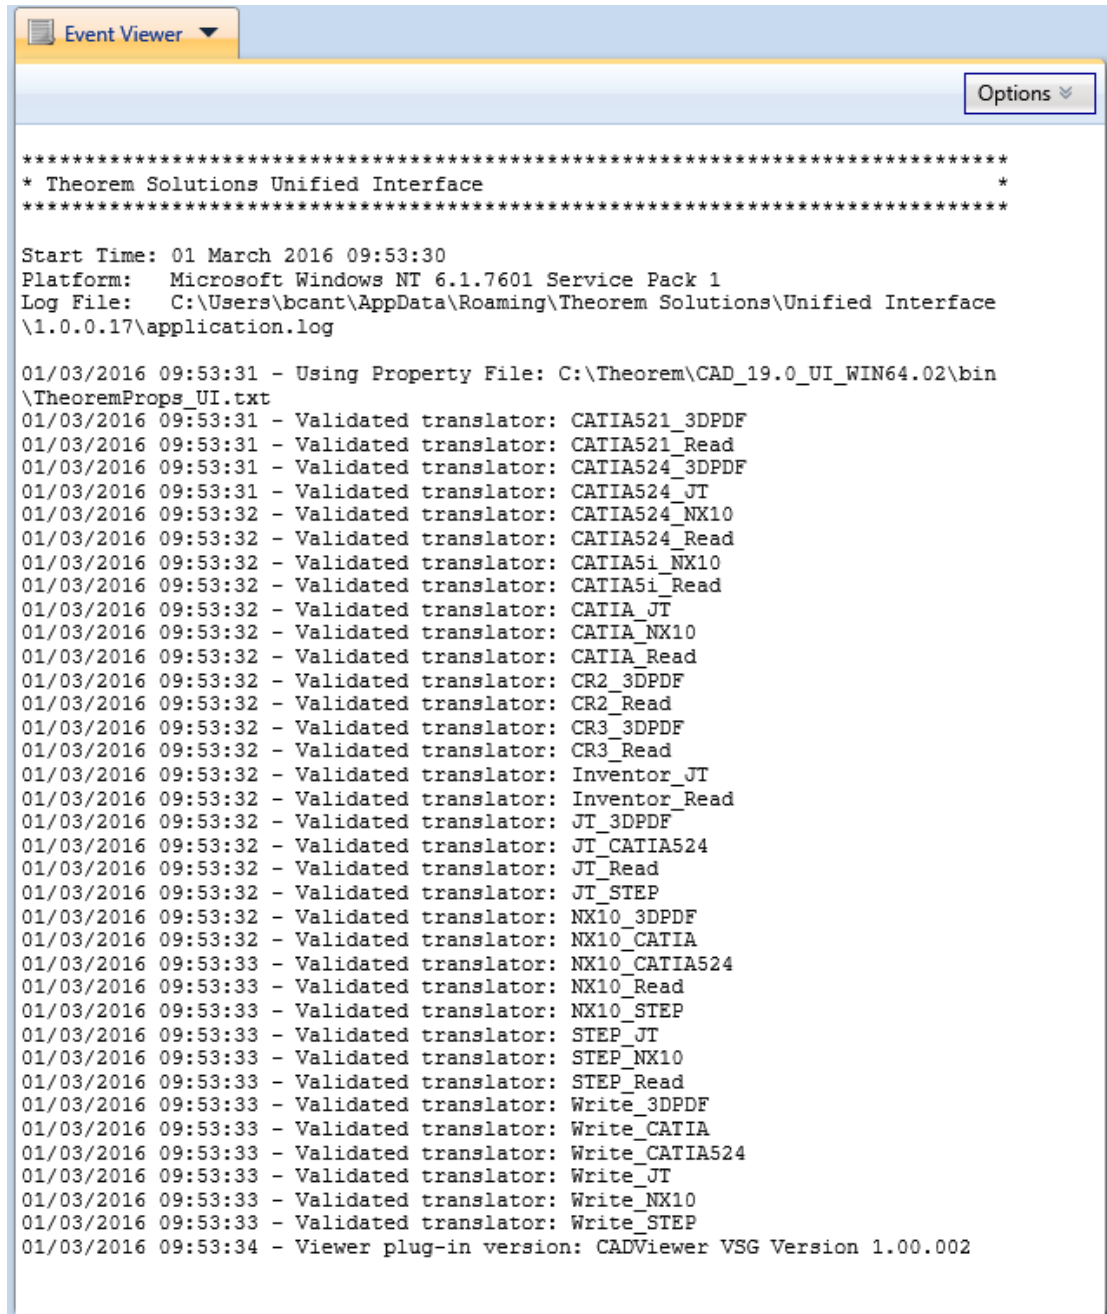 Event Viewer
Options
***********************************************************************************
* Theorem Solutions Unified Interface *
***********************************************************************************
Start Time: 01 March 2016 09:53:30
Platform: Microsoft Windows NT 6.1.7601 Service Pack 1
Log File: C:\Users\bcant\AppData\Roaming\Theorem Solutions\Unified Interface
\1.0.0.17\application.log
01/03/2016 09:53:31 - Using Property File: C:\Theorem\CAD_19.0_UI_WIN64.02\bin
\TheoremProps_UI.txt
01/03/2016 09:53:31 - Validated translator: CATIA521_3DPDF
01/03/2016 09:53:31 - Validated translator: CATIA521_Read
01/03/2016 09:53:31 - Validated translator: CATIA524_3DPDF
01/03/2016 09:53:31 - Validated translator: CATIA524_JT
01/03/2016 09:53:32 - Validated translator: CATIA524_NX10
01/03/2016 09:53:32 - Validated translator: CATIA524_Read
01/03/2016 09:53:32 - Validated translator: CATIA5i_NX10
01/03/2016 09:53:32 - Validated translator: CATIA5i_Read
01/03/2016 09:53:32 - Validated translator: CATIA_JT
01/03/2016 09:53:32 - Validated translator: CATIA_NX10
01/03/2016 09:53:32 - Validated translator: CATIA_Read
01/03/2016 09:53:32 - Validated translator: CR2_3DPDF
01/03/2016 09:53:32 - Validated translator: CR2_Read
01/03/2016 09:53:32 - Validated translator: CR3_3DPDF
01/03/2016 09:53:32 - Validated translator: CR3_Read
01/03/2016 09:53:32 - Validated translator: Inventor_JT
01/03/2016 09:53:32 - Validated translator: Inventor_Read
01/03/2016 09:53:32 - Validated translator: JT_3DPDF
01/03/2016 09:53:32 - Validated translator: JT_CATIA524
01/03/2016 09:53:32 - Validated translator: JT_Read
01/03/2016 09:53:32 - Validated translator: JT_STEP
01/03/2016 09:53:32 - Validated translator: NX10_3DPDF
01/03/2016 09:53:32 - Validated translator: NX10_CATIA
01/03/2016 09:53:33 - Validated translator: NX10_CATIA524
01/03/2016 09:53:33 - Validated translator: NX10_Read
01/03/2016 09:53:33 - Validated translator: NX10_STEP
01/03/2016 09:53:33 - Validated translator: STEP_JT
01/03/2016 09:53:33 - Validated translator: STEP_NX10
01/03/2016 09:53:33 - Validated translator: STEP_Read
01/03/2016 09:53:33 - Validated translator: Write_3DPDF
01/03/2016 09:53:33 - Validated translator: Write_CATIA
01/03/2016 09:53:33 - Validated translator: Write_CATIA524
01/03/2016 09:53:33 - Validated translator: Write_JT
01/03/2016 09:53:33 - Validated translator: Write_NX10
01/03/2016 09:53:33 - Validated translator: Write_STEP
01/03/2016 09:53:34 - Viewer plug-in version: CADViewer VSG Version 1.00.002